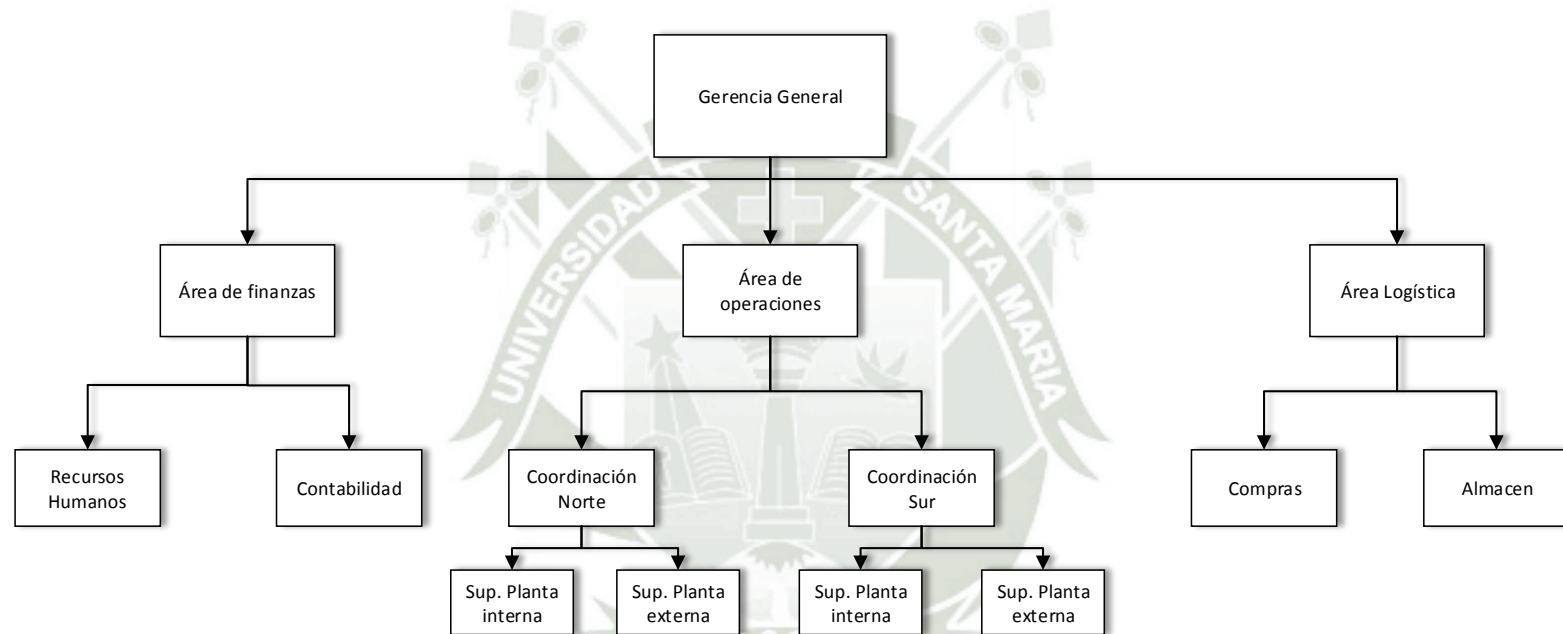 Gerencia General
UNIVERSIDAD
SANTA MARIA
Área de finanzas
Área de
operaciones
Área Logística
Recursos
Humanos
Contabilidad
Coordinación
Norte
Coordinación
Sur
Compras
Almacen
Sup. Planta
interna
Sup. Planta
externa
Sup. Planta
interna
Sup. Planta
externa